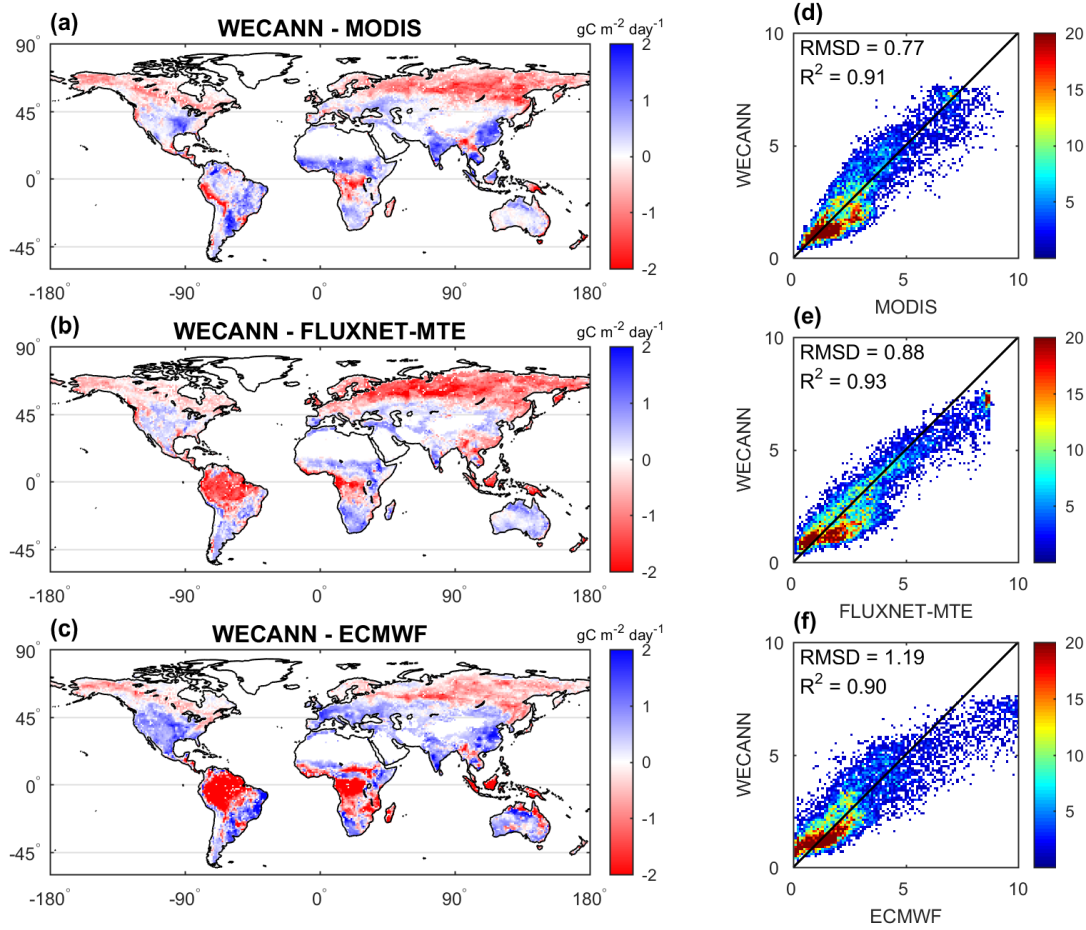 (a)
WECANN - MODIS
gC m⁻² day⁻¹
90°
45°
0°
-45°
-180° -90° 0° 90° 180°
2
1
0
-1
-2
(d)
RMSD = 0.77
R² = 0.91
WECANN
10
5
0
0 5 10
MODIS
20
15
10
5
(b)
WECANN - FLUXNET-MTE
gC m⁻² day⁻¹
90°
45°
0°
-45°
-180° -90° 0° 90° 180°
2
1
0
-1
-2
(e)
RMSD = 0.88
R² = 0.93
WECANN
10
5
0
0 5 10
FLUXNET-MTE
20
15
10
5
(c)
WECANN - ECMWF
gC m⁻² day⁻¹
90°
45°
0°
-45°
-180° -90° 0° 90° 180°
2
1
0
-1
-2
(f)
RMSD = 1.19
R² = 0.90
WECANN
10
5
0
0 5 10
ECMWF
20
15
10
5